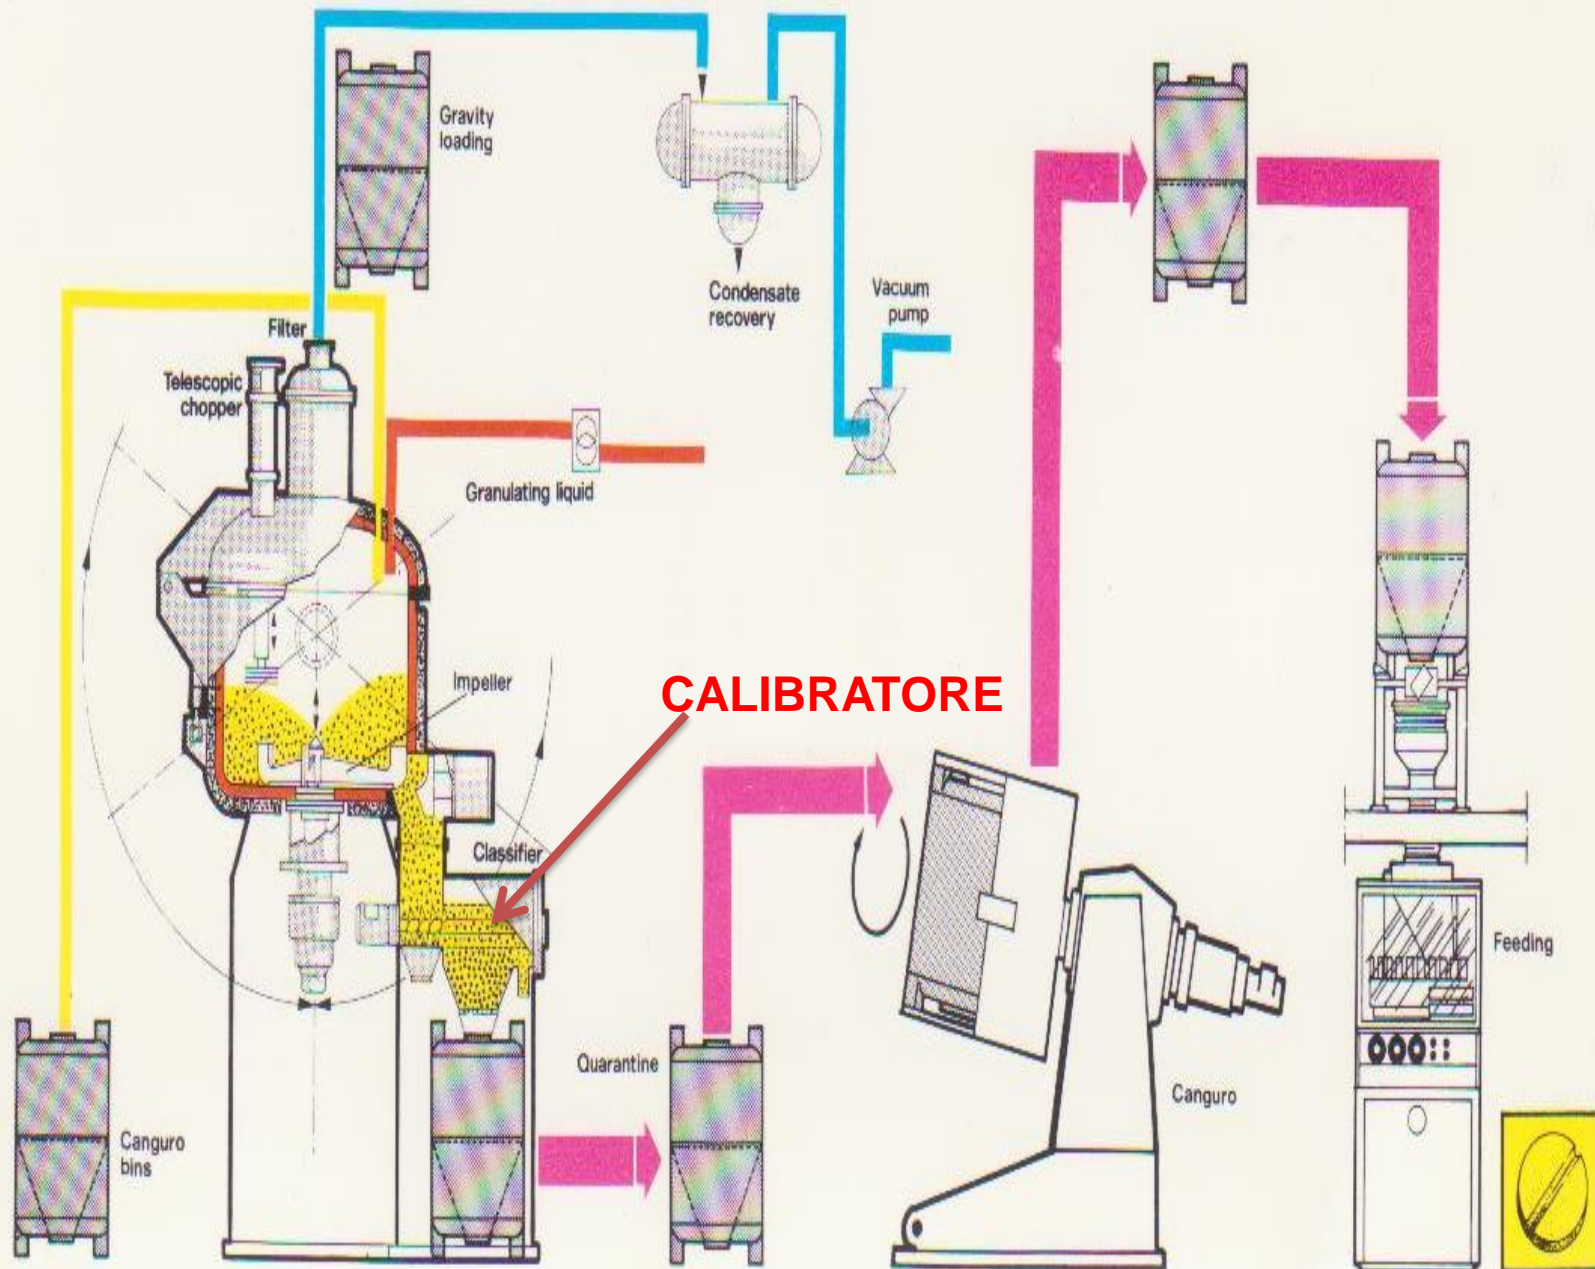 Gravity
loading
Condensate
recovery
Vacuum
pump
Filter
Telescopic
chopper
Granulating liquid
Impeller
CALIBRATORE
Classifier
Feeding
Quarantine
Canguro
Canguro
bins